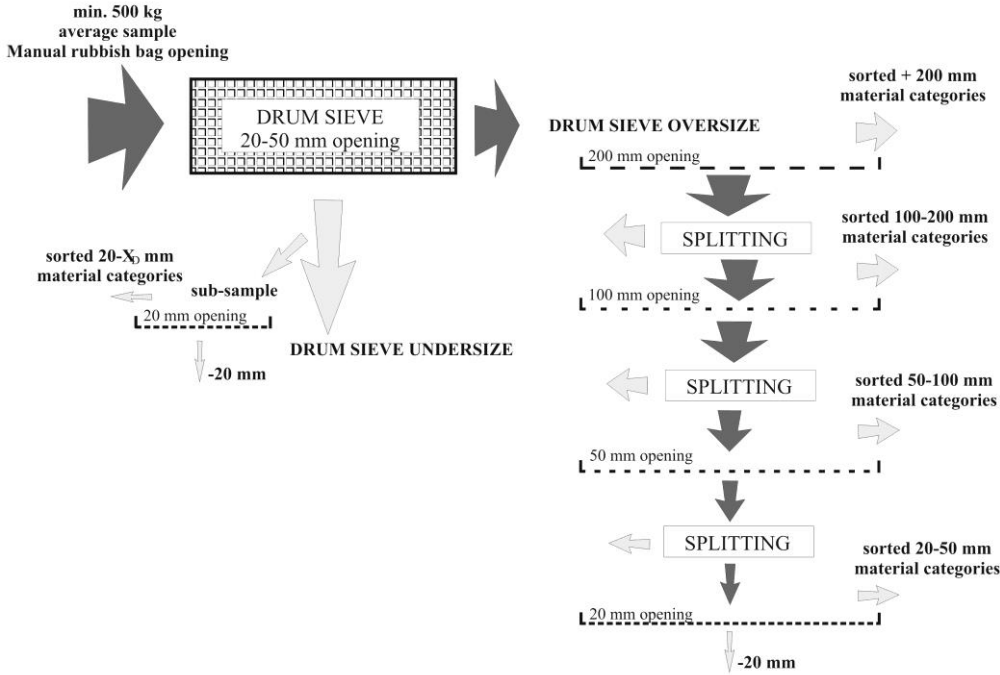 min. 500 kg
average sample
Manual rubbish bag opening
DRUM SIEVE
20-50 mm opening
DRUM SIEVE OVERSIZE
sorted + 200 mm
material categories
200 mm opening
SPLITTING
sorted 100-200 mm
material categories
100 mm opening
sorted 20-XD mm
material categories
sub-sample
20 mm opening
-20 mm
DRUM SIEVE UNDERSIZE
SPLITTING
sorted 50-100 mm
material categories
50 mm opening
SPLITTING
sorted 20-50 mm
material categories
20 mm opening
-20 mm